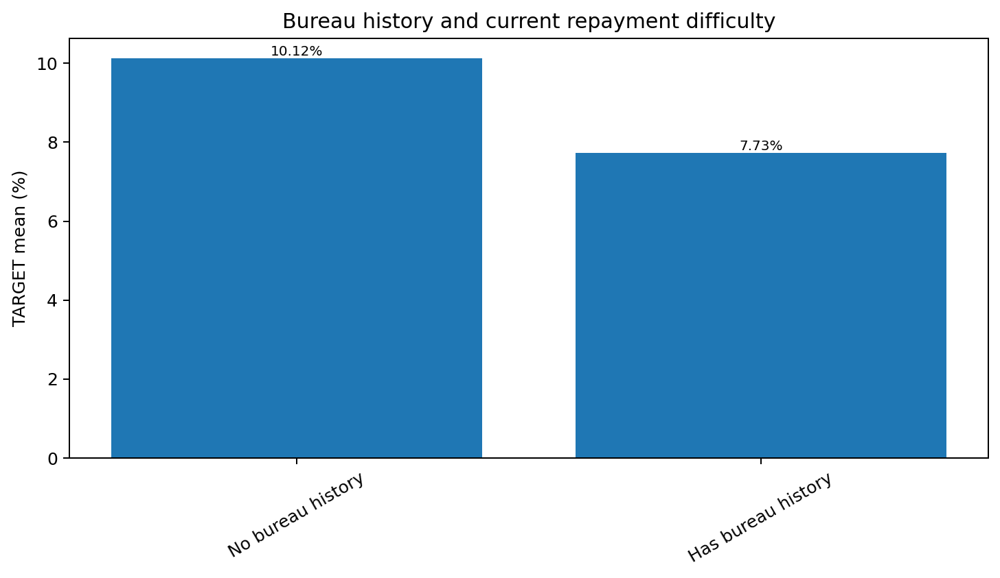 Bureau history and current repayment difficulty
10.12%
7.73%
TARGET mean (%)
10
8
6
4
2
0
No bureau history
Has bureau history